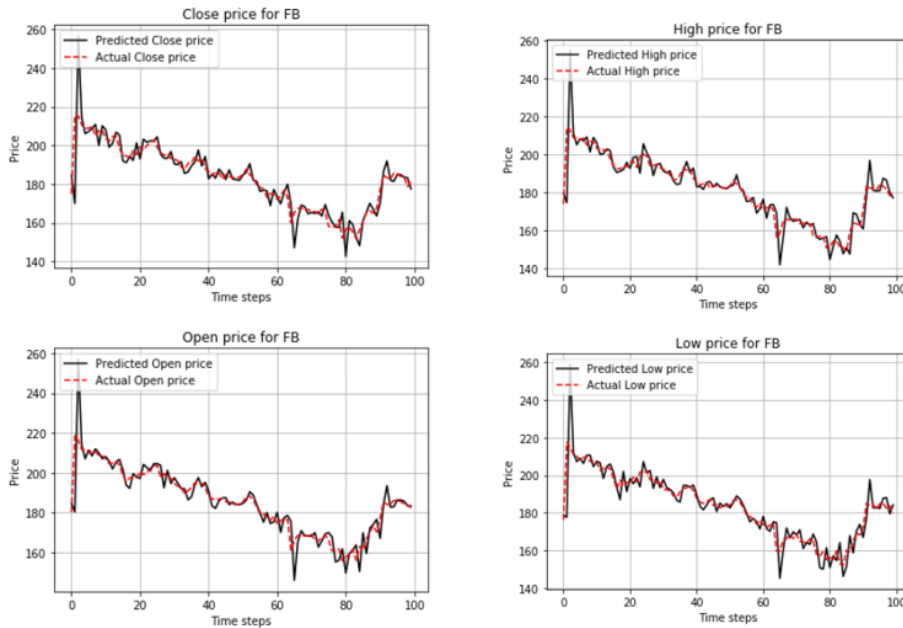 Close price for FB
Predicted Close price
Actual Close price
260
240
220
200
180
160
140
Price
0 20 40 60 80 100
Time steps
High price for FB
Predicted High price
Actual High price
260
240
220
200
180
160
140
Price
0 20 40 60 80 100
Time steps
Open price for FB
Predicted Open price
Actual Open price
260
240
220
200
180
160
Price
0 20 40 60 80 100
Time steps
Low price for FB
Predicted Low price
Actual Low price
260
240
220
200
180
160
140
Price
0 20 40 60 80 100
Time steps